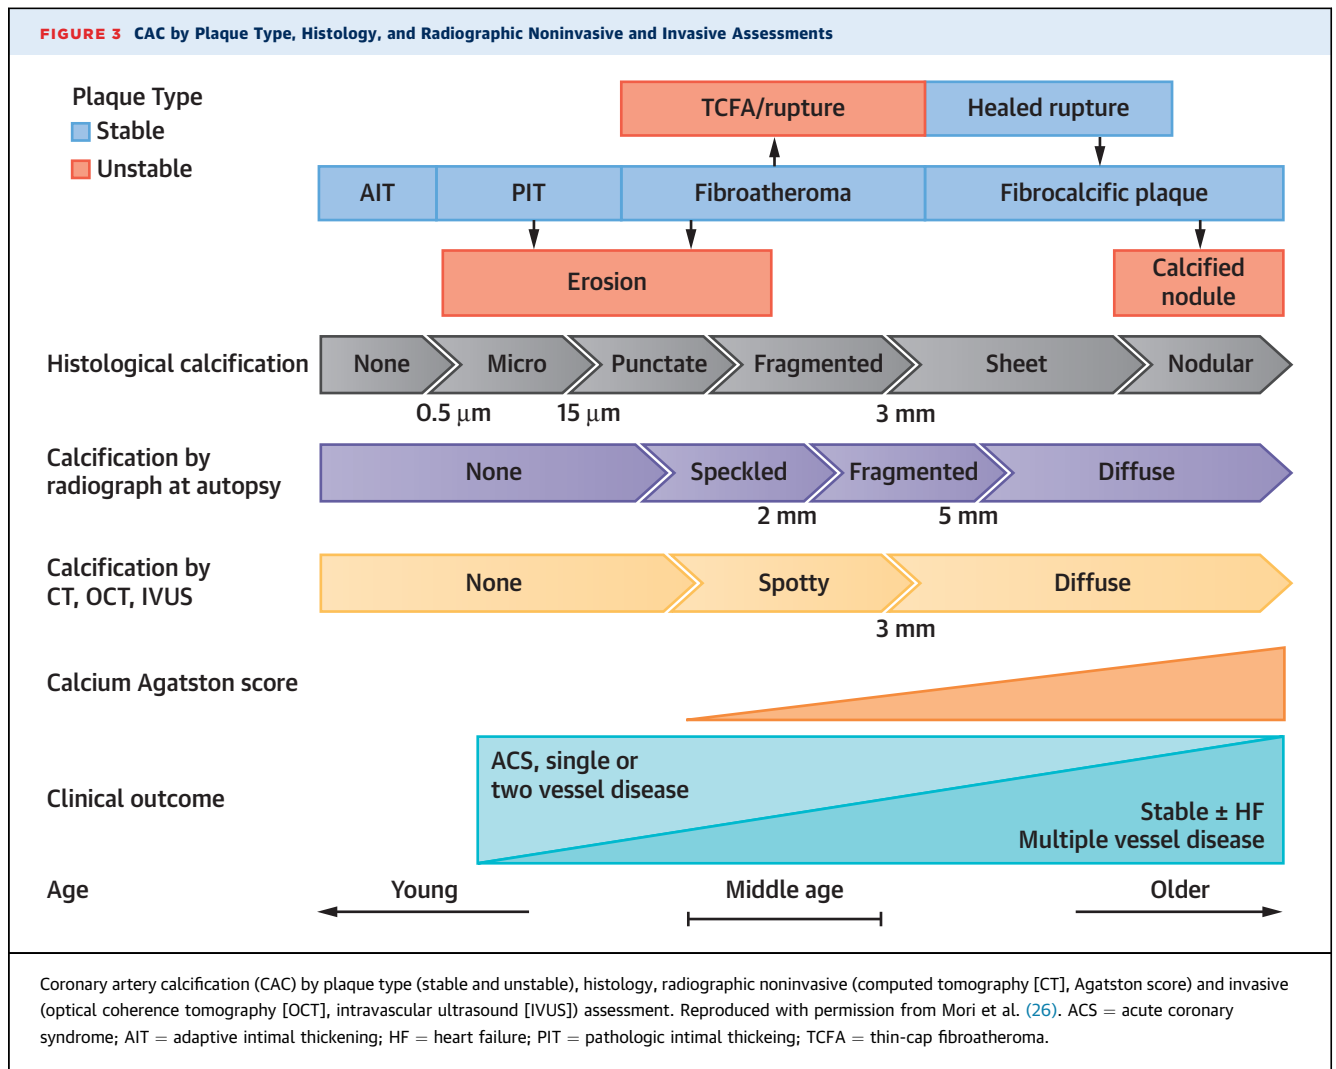 FIGURE 3 CAC by Plaque Type, Histology, and Radiographic Noninvasive and Invasive Assessments
Plaque Type
Stable
Unstable
TCFA/rupture
Healed rupture
AIT
PIT
Fibroatheroma
Fibrocalcific plaque
Erosion
Calcified
nodule
Histological calcification
None
Micro
Punctate
Fragmented
Sheet
Nodular
0.5 μm
15 μm
3 mm
Calcification by
radiograph at autopsy
None
Speckled
Fragmented
Diffuse
2 mm
5 mm
Calcification by
CT, OCT, IVUS
None
Spotty
Diffuse
3 mm
Calcium Agatston score
Clinical outcome
ACS, single or
two vessel disease
Stable ± HF
Multiple vessel disease
Age
Young
Middle age
Older
Coronary artery calcification (CAC) by plaque type (stable and unstable), histology, radiographic noninvasive (computed tomography [CT], Agatston score) and invasive
(optical coherence tomography [OCT], intravascular ultrasound [IVUS]) assessment. Reproduced with permission from Mori et al. (26). ACS = acute coronary
syndrome; AIT = adaptive intimal thickening; HF = heart failure; PIT = pathologic intimal thickeing; TCFA = thin-cap fibroatheroma.